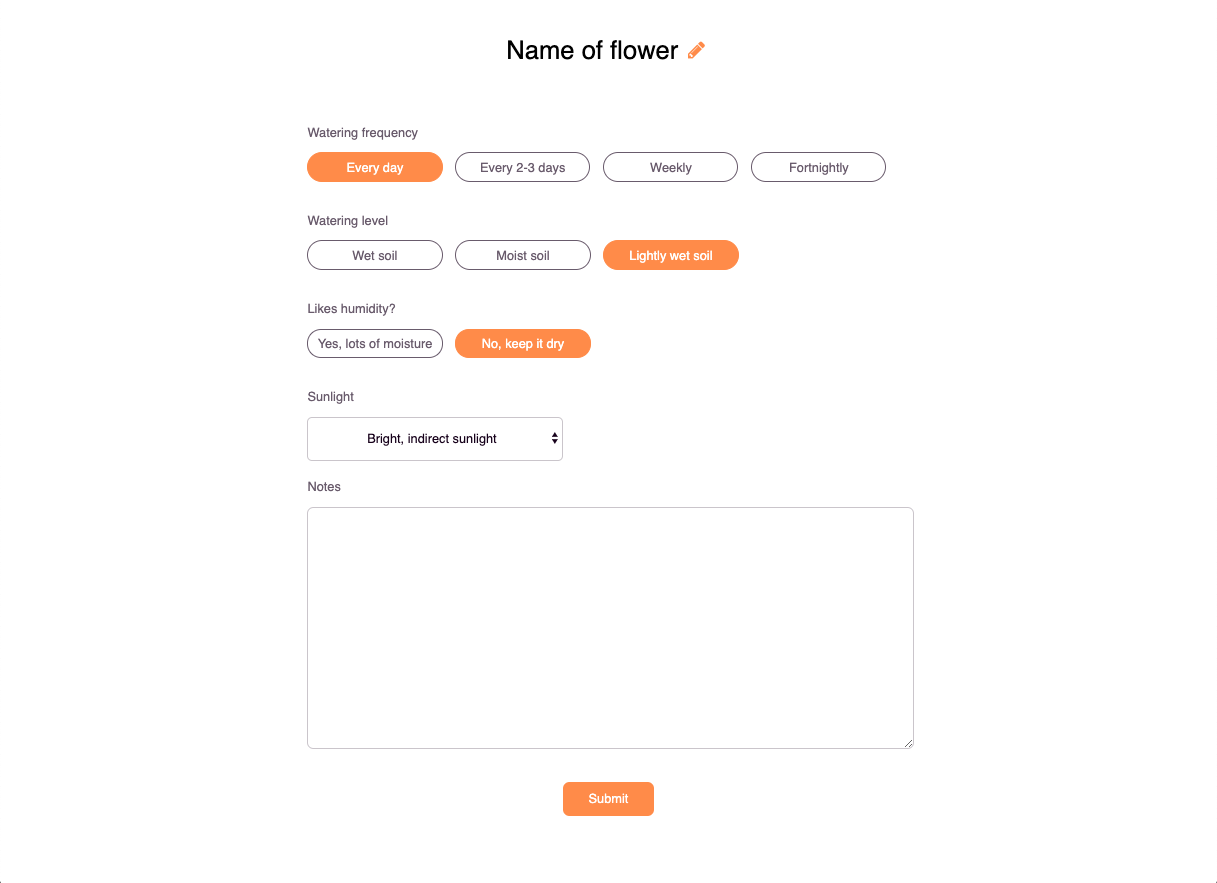 Name of flower
Watering frequency
Every day Every 2-3 days Weekly Fortnightly
Watering level
Wet soil Moist soil Lightly wet soil
Likes humidity?
Yes, lots of moisture No, keep it dry
Sunlight
Bright, indirect sunlight
Notes
Submit